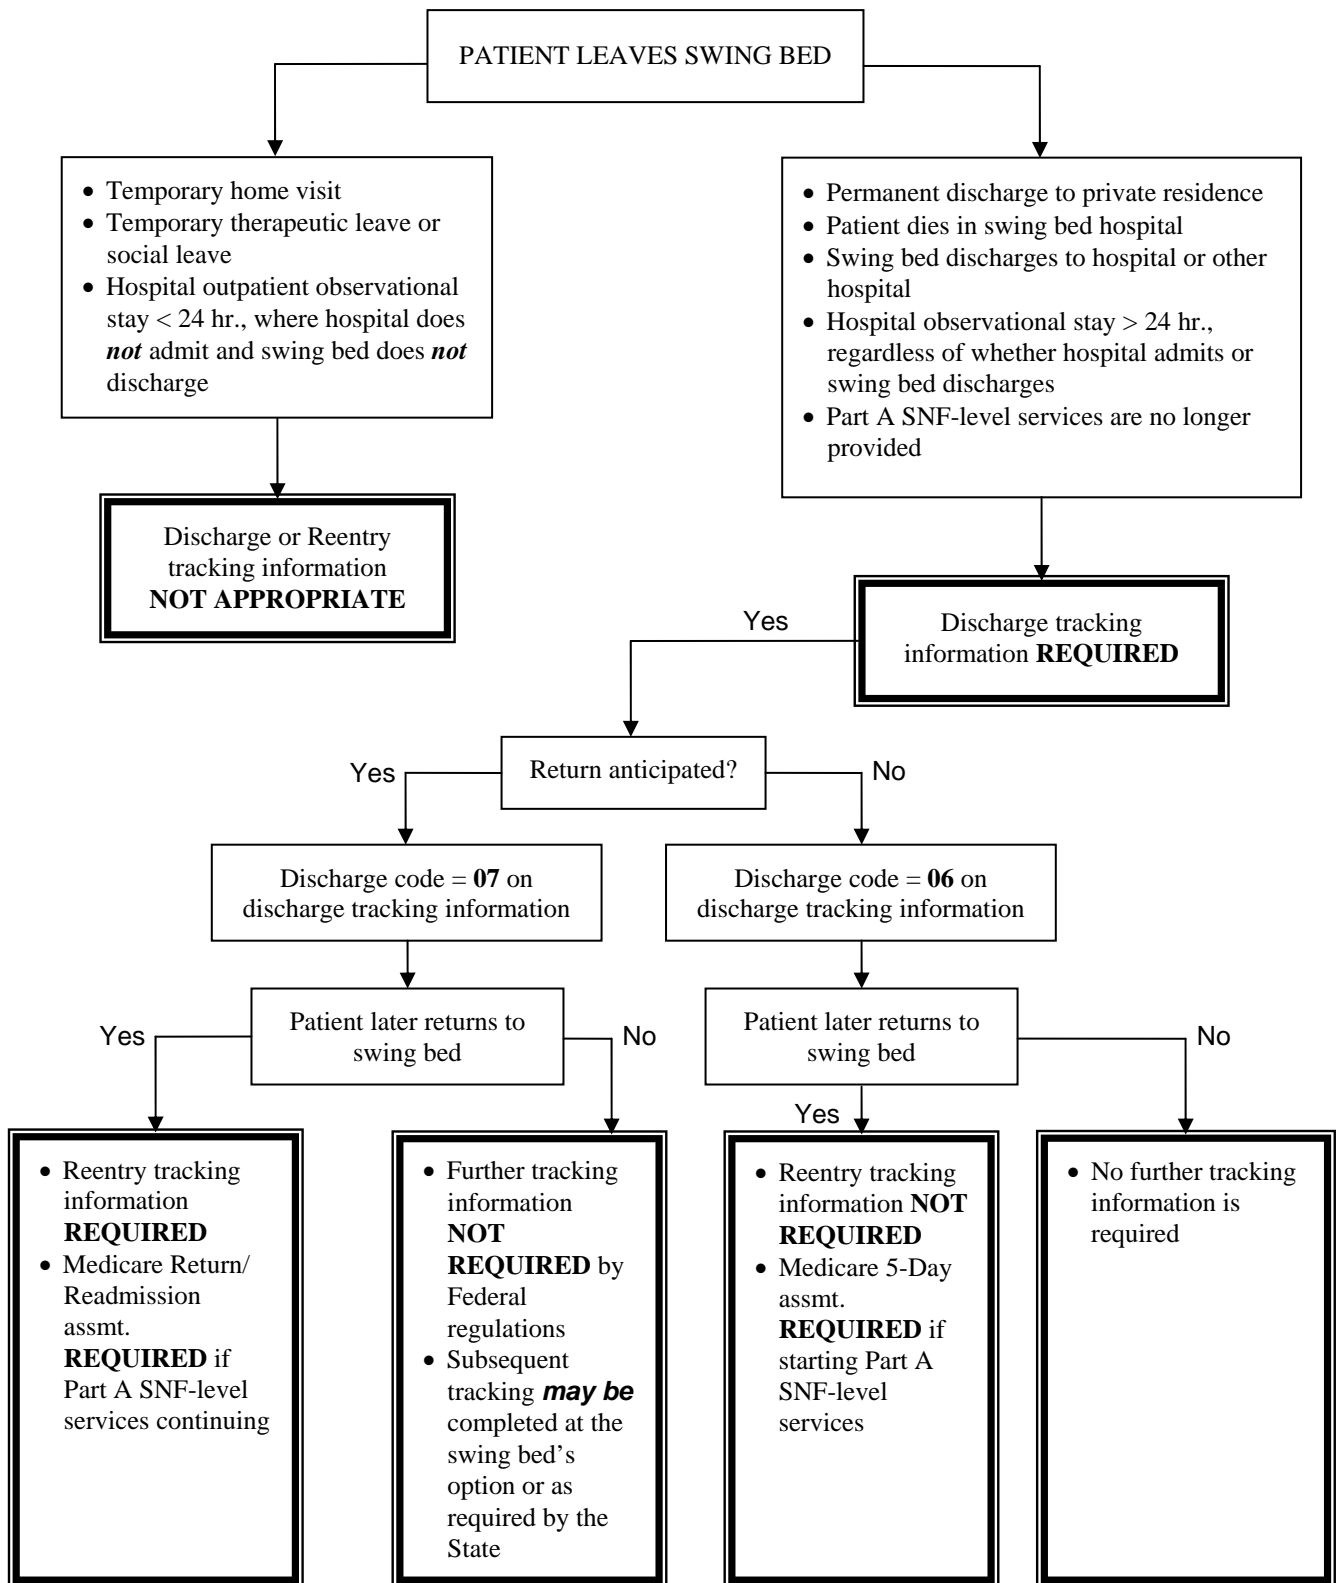 PATIENT LEAVES SWING BED
• Temporary home visit
• Temporary therapeutic leave or
social leave
• Hospital outpatient observational
stay < 24 hr., where hospital does
not admit and swing bed does not
discharge
• Permanent discharge to private residence
• Patient dies in swing bed hospital
• Swing bed discharges to hospital or other
hospital
• Hospital observational stay > 24 hr.,
regardless of whether hospital admits or
swing bed discharges
• Part A SNF-level services are no longer
provided
Discharge or Reentry
tracking information
NOT APPROPRIATE
Yes
Discharge tracking
information REQUIRED
Yes
Return anticipated?
No
Discharge code = 07 on
discharge tracking information
Discharge code = 06 on
discharge tracking information
Yes
Patient later returns to
swing bed
No
Patient later returns to
swing bed
No
Yes
• Reentry tracking
information
REQUIRED
• Medicare Return/
Readmission
assmt.
REQUIRED if
Part A SNF-level
services continuing
• Further tracking
information
NOT
REQUIRED by
Federal
regulations
• Subsequent
tracking may be
completed at the
swing bed’s
option or as
required by the
State
• Reentry tracking
information NOT
REQUIRED
• Medicare 5-Day
assmt.
REQUIRED if
starting Part A
SNF-level
services
• No further tracking
information is
required